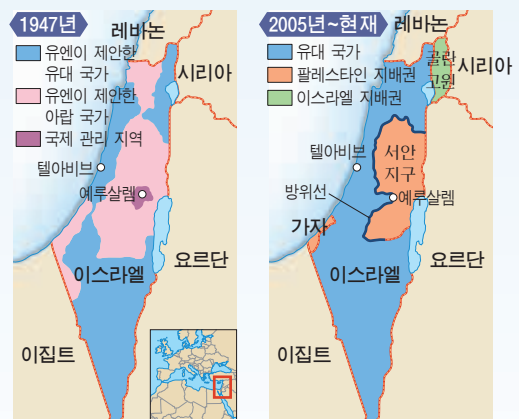 1947년
레바논
유엔이 제안한
유대 국가
시리아
유엔이 제안한
아랍 국가
국제 관리 지역
텔아비브
예루살렘
이스라엘
요르단
이집트
2005년~현재
레바논
유대 국가
골란
고원
시리아
팔레스타인 지배권
이스라엘 지배권
텔아비브
서안
지구
방위선
예루살렘
가자
이스라엘
요르단
이집트